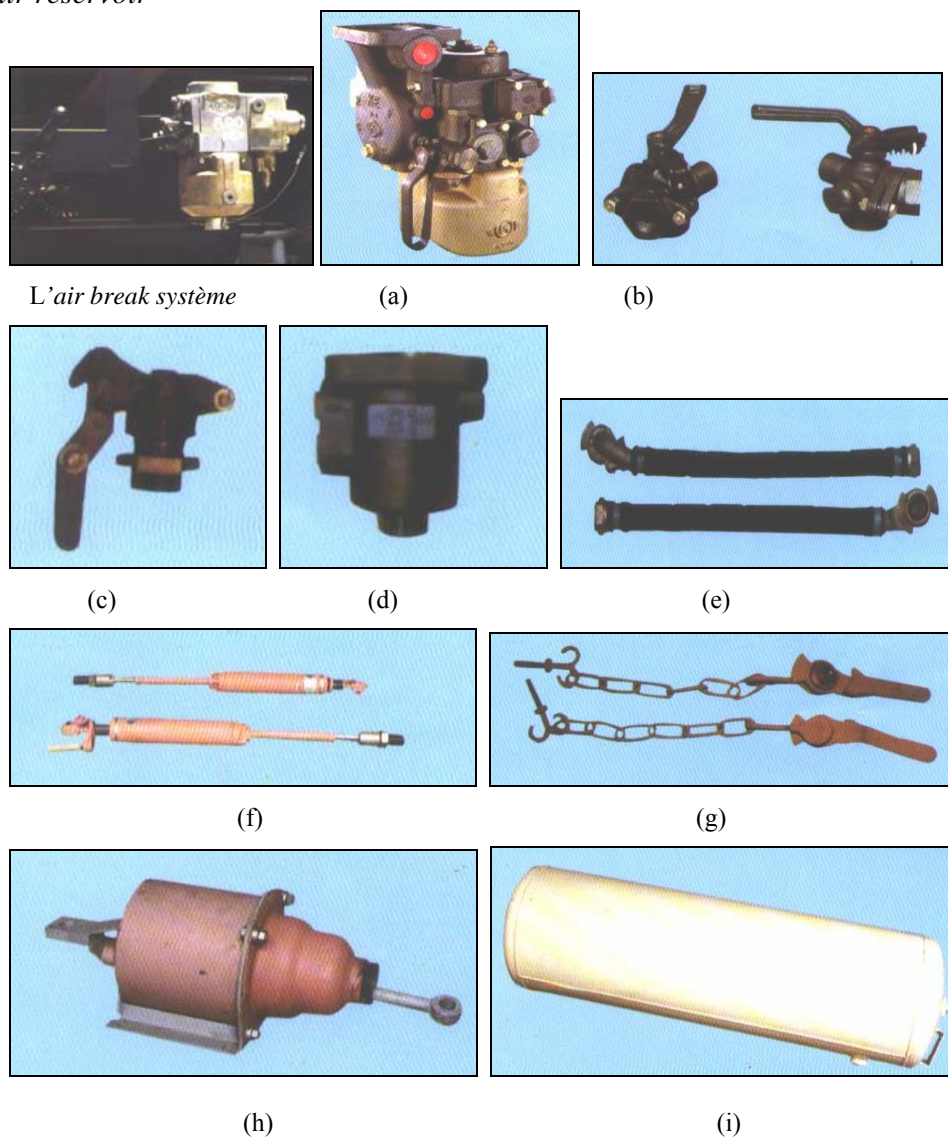 air reservoir
L'air break système (a) (b)
(c) (d) (e)
(f) (g)
(h) (i)